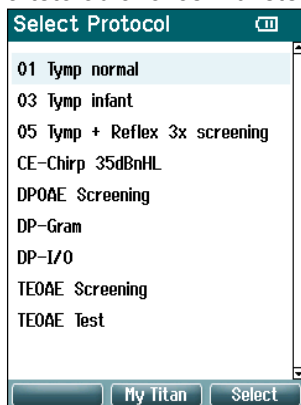 Select Protocol
01 Tymp normal
03 Tymp infant
05 Tymp + Reflex 3x screening
CE-Chirp 35dBnHL
DPOAE Screening
DP-Gram
DP-I/O
TEOAE Screening
TEOAE Test
My Titan Select